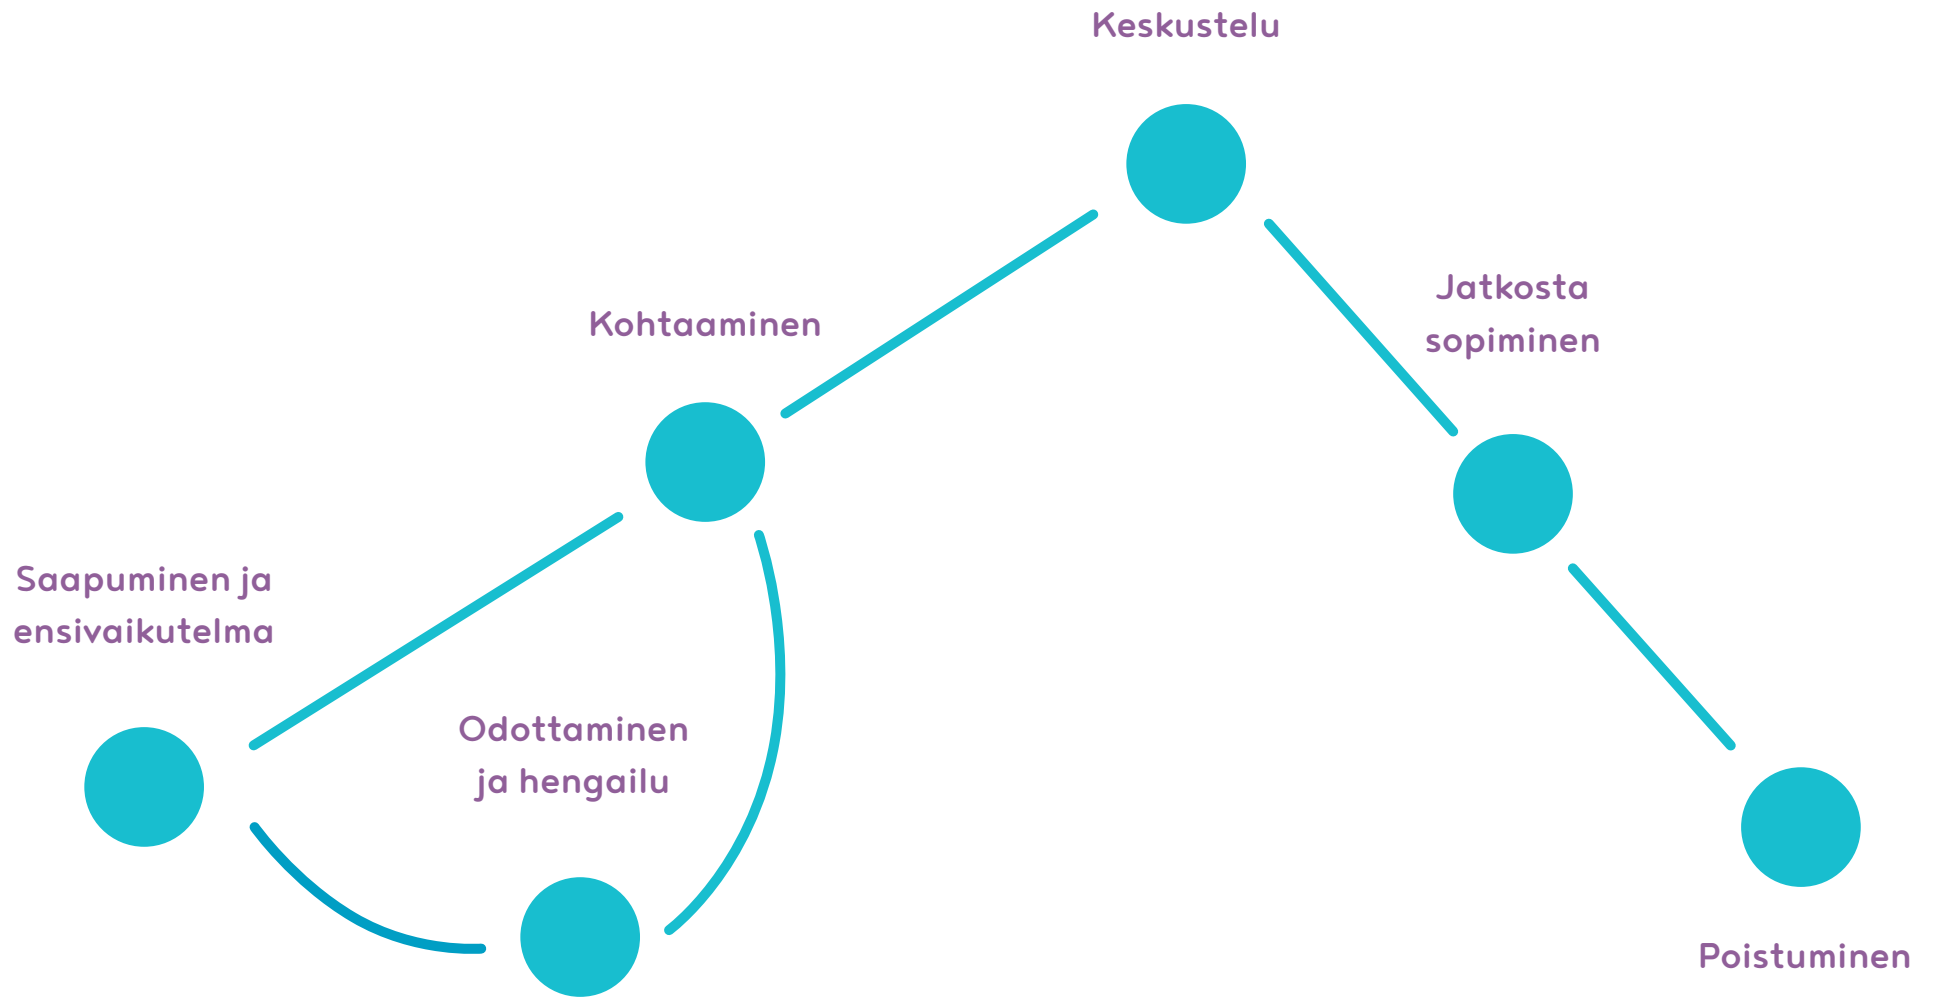 Keskustelu
Jatkosta
sopiminen
Kohtaaminen
Saapuminen ja
ensivaikutelma
Odottaminen
ja hengailu
Poistuminen